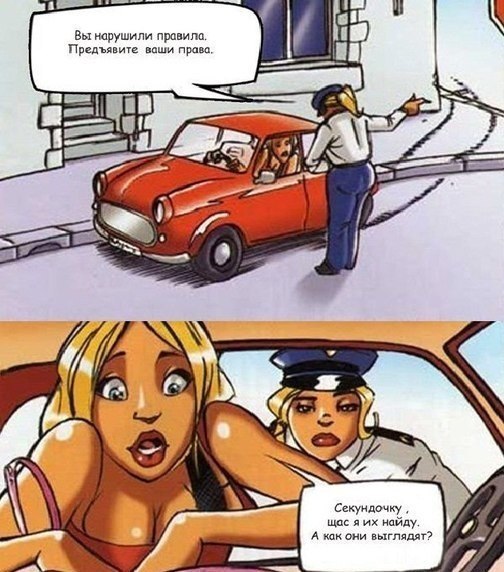 Вы нарушили правила.
Предъявите ваши права.
Секундочку ,
щас я их найду.
А как они выглядят?